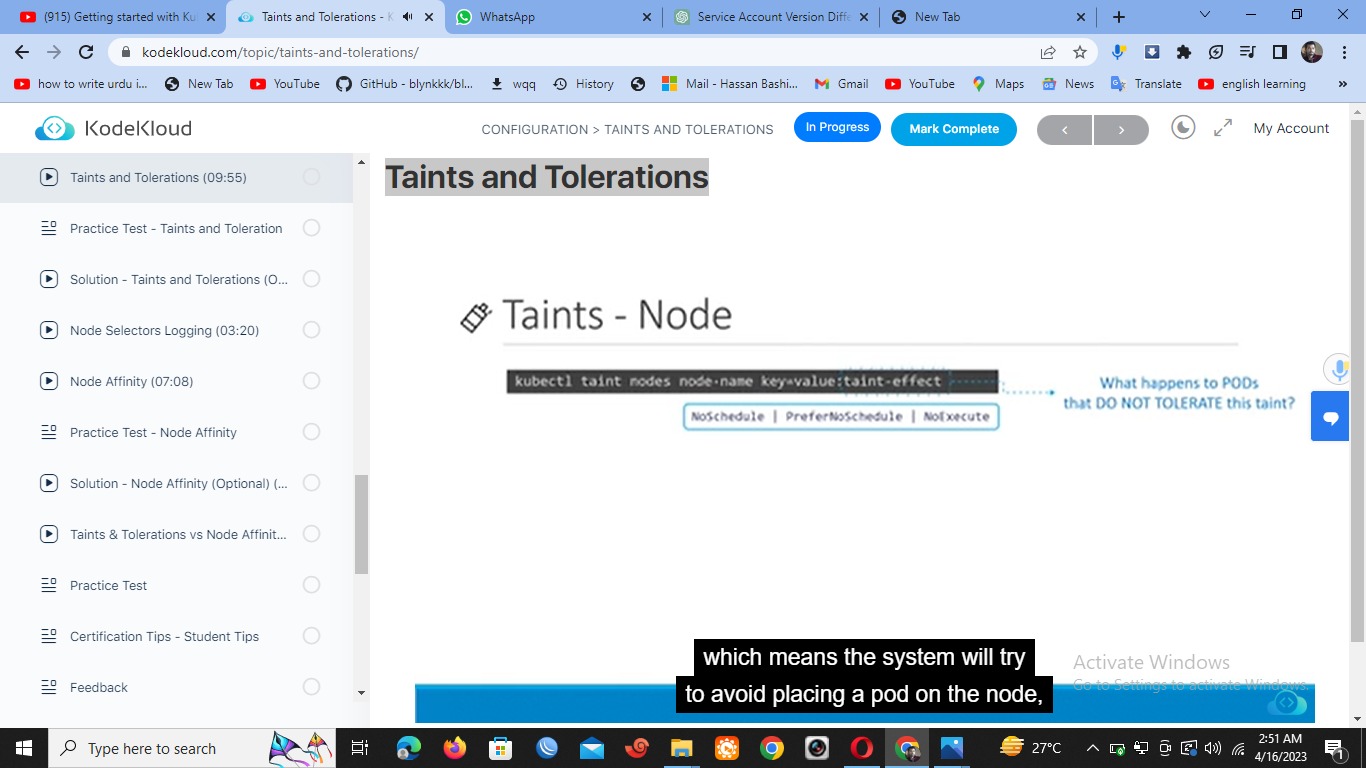 (915) Getting started with Ku
Taints and Tolerations - K
WhatsApp
Service Account Version Diffe
New Tab
kodekloud.com/topic/taints-and-tolerations/
how to write urdu i...
New Tab
YouTube
GitHub - blynkkk/bl...
wqq
History
Mail - Hassan Bashi...
Gmail
YouTube
Maps
News
Translate
english learning
»
KodeKloud
CONFIGURATION > TAINTS AND TOLERATIONS
In Progress
Mark Complete
My Account
Taints and Tolerations (09:55)
Practice Test - Taints and Toleration
Solution - Taints and Tolerations (O...
Node Selectors Logging (03:20)
Node Affinity (07:08)
Practice Test - Node Affinity
Solution - Node Affinity (Optional) (...
Taints & Tolerations vs Node Affinit...
Practice Test
Certification Tips - Student Tips
Feedback
Taints and Tolerations
Taints - Node
kubectl taint nodes node-name key=value:taint-effect
What happens to PODs
that DO NOT TOLERATE this taint?
NoSchedule | PreferNoSchedule | NoExecute
which means the system will try
to avoid placing a pod on the node,
Activate Windows
Go to Settings to activate Windows.
Type here to search
27°C
2:51 AM
4/16/2023
1